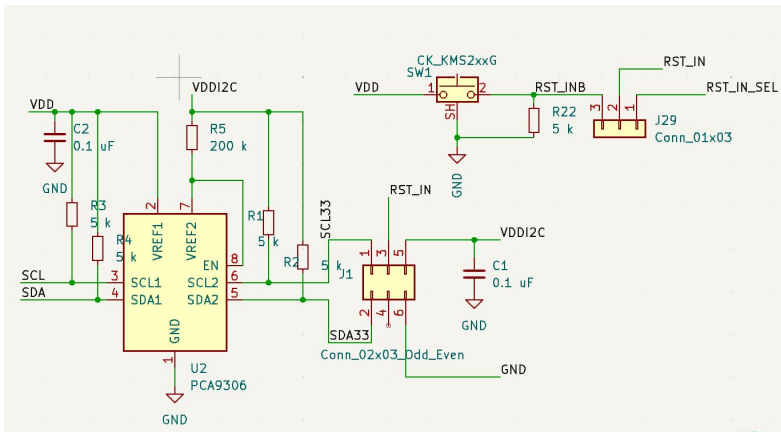 CK_KMS2xxG
SW1
VDD
1
2
SH
GND
RST_INB
R22
5 k
RST_IN
RST_IN_SEL
3
2
1
J29
Conn_01x03
VDDI2C
VDD
C2
0.1 uF
GND
R5
200 k
R3
5 k
R4
5 k
R1
5 k
R2
5 k
2
7
VREF1
VREF2
EN
8
SCL
3
SCL1
SCL2
6
SDA
4
SDA1
SDA2
5
GND
1
U2
PCA9306
GND
SCL33
SDA33
RST_IN
1
3
5
J1
2
4
6
Conn_02x03_Odd_Even
VDDI2C
C1
0.1 uF
GND
GND